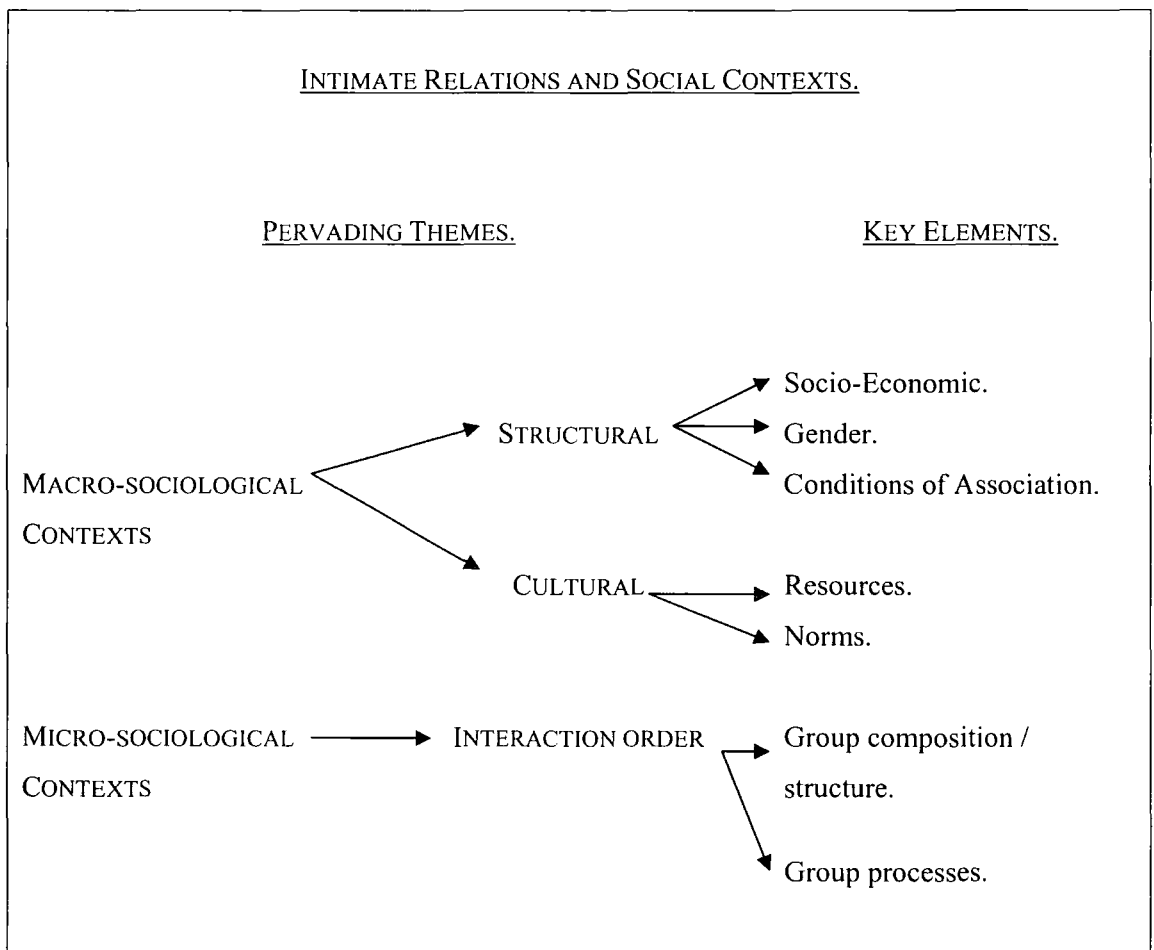 INTIMATE RELATIONS AND SOCIAL CONTEXTS.
PERVADING THEMES.
KEY ELEMENTS.
MACRO-SOCIOLOGICAL
CONTEXTS
STRUCTURAL
Socio-Economic.
Gender.
Conditions of Association.
CULTURAL
Resources.
Norms.
MICRO-SOCIOLOGICAL
CONTEXTS
INTERACTION ORDER
Group composition /
structure.
Group processes.